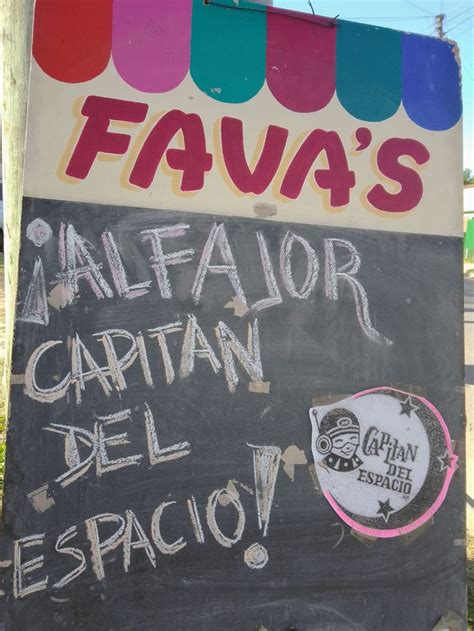 FAVA'S
¡ALFAJOR
CAPITAN
DEL
ESPACIO!
CAPITAN
DEL
ESPACIO